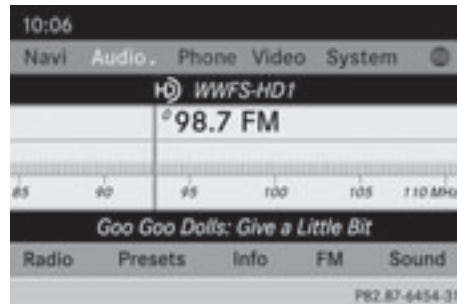 10:06
Navi Audio. Phone Video System
HD WWFS-HD1
98.7 FM
85 90 95 100 105 110 MHz
Goo Goo Dolls: Give a Little Bit
Radio Presets Info FM Sound
P82.87-6454-31